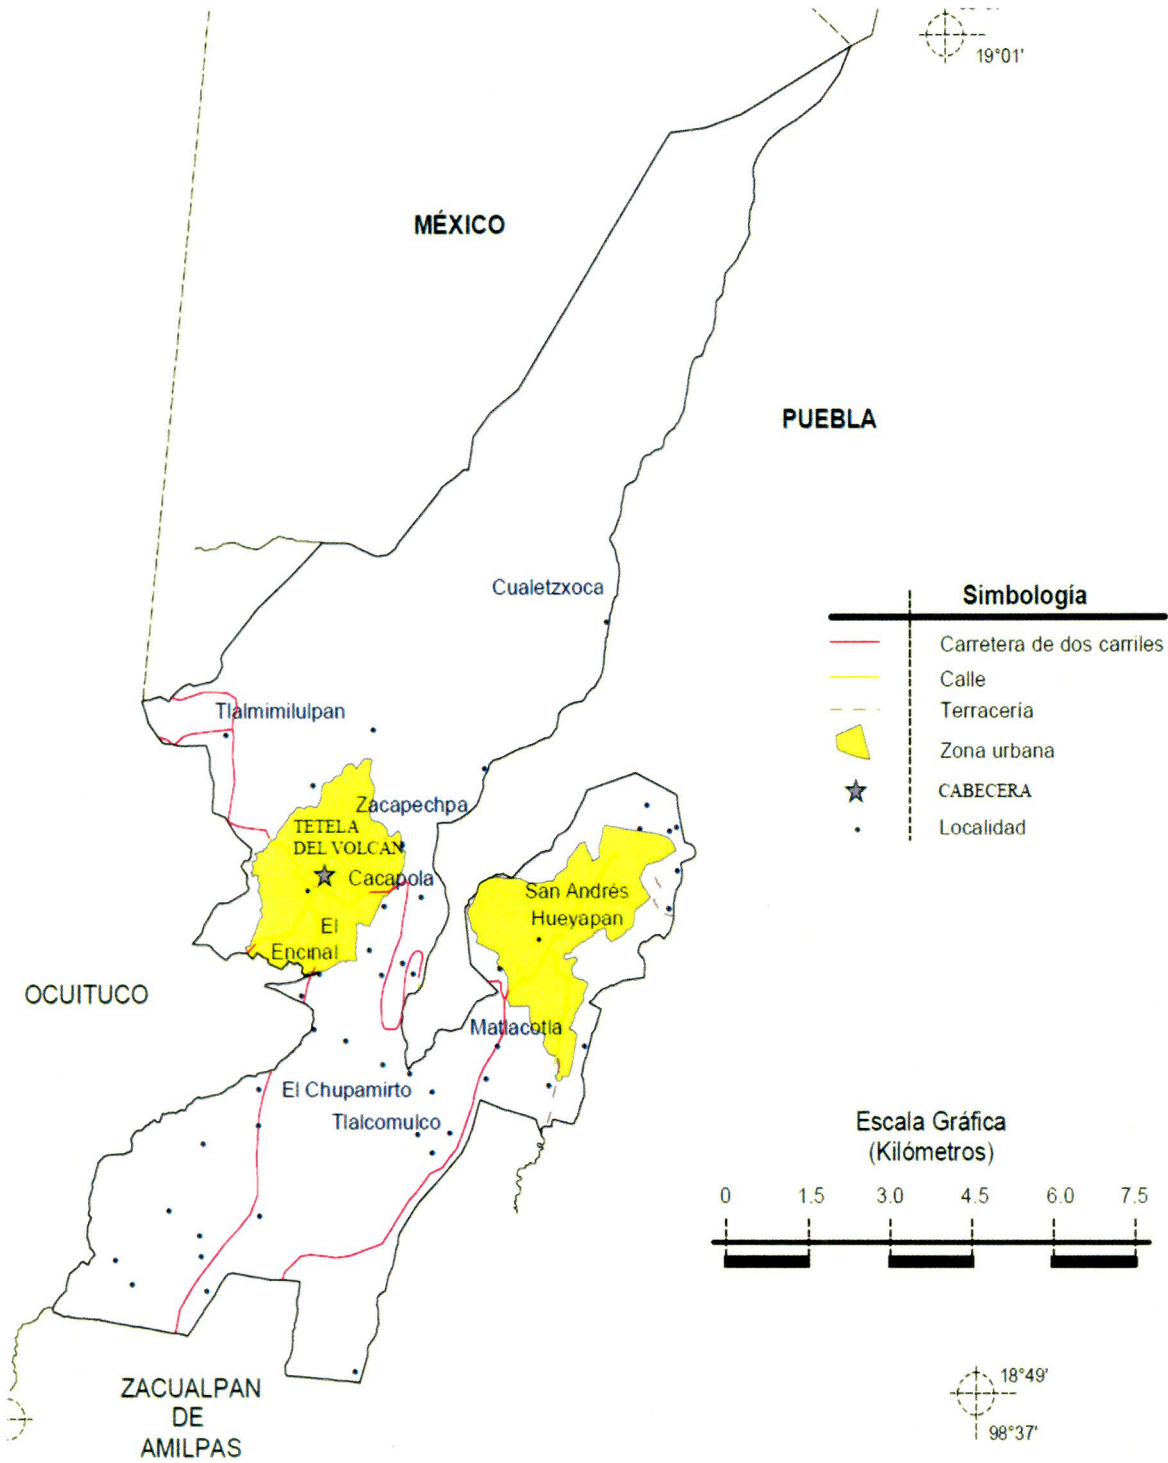 19°01'
MÉXICO
PUEBLA
Cualetzxoca
Simbología
Carretera de dos carriles
Calle
Terracería
Zona urbana
CABECERA
Localidad
Tlalmimilulpan
Zacapechpa
TETELA
DEL VOLCAN
Cacapola
El
Encinal
San Andrés
Hueyapan
OCUITUCO
Matlacotla
El Chupamirto
Tlalcomulco
Escala Gráfica
(Kilómetros)
0 1.5 3.0 4.5 6.0 7.5
ZACUALPAN
DE
AMILPAS
18°49'
98°37'